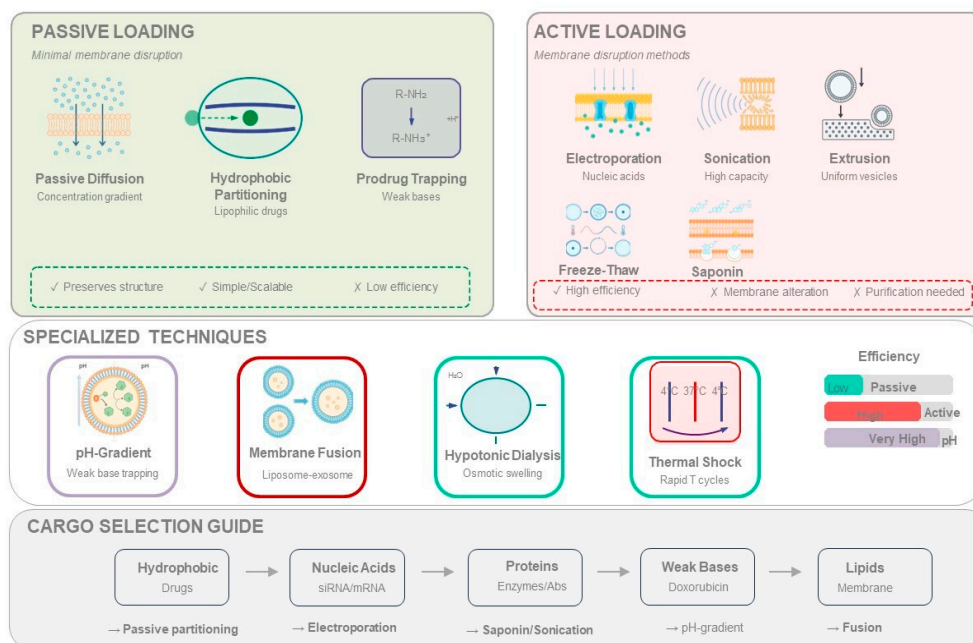 PASSIVE LOADING
Minimal membrane disruption
R-NH₂
+H⁺
R-NH₃⁺
Passive Diffusion
Concentration gradient
Hydrophobic
Partitioning
Lipophilic drugs
Prodrug Trapping
Weak bases
✓ Preserves structure
✓ Simple/Scalable
✗ Low efficiency
ACTIVE LOADING
Membrane disruption methods
Electroporation
Nucleic acids
Sonication
High capacity
Extrusion
Uniform vesicles
Freeze-Thaw
Saponin
✓ High efficiency
✗ Membrane alteration
✗ Purification needed
SPECIALIZED TECHNIQUES
pH
pH
pH-Gradient
Weak base trapping
Membrane Fusion
Liposome-exosome
H₂O
Hypotonic Dialysis
Osmotic swelling
4°C 37°C 4°C
Thermal Shock
Rapid T cycles
Efficiency
Low Passive
High Active
Very High pH
CARGO SELECTION GUIDE
Hydrophobic
Drugs
→ Passive partitioning
Nucleic Acids
siRNA/mRNA
→ Electroporation
Proteins
Enzymes/Abs
→ Saponin/Sonication
Weak Bases
Doxorubicin
→ pH-gradient
Lipids
Membrane
→ Fusion